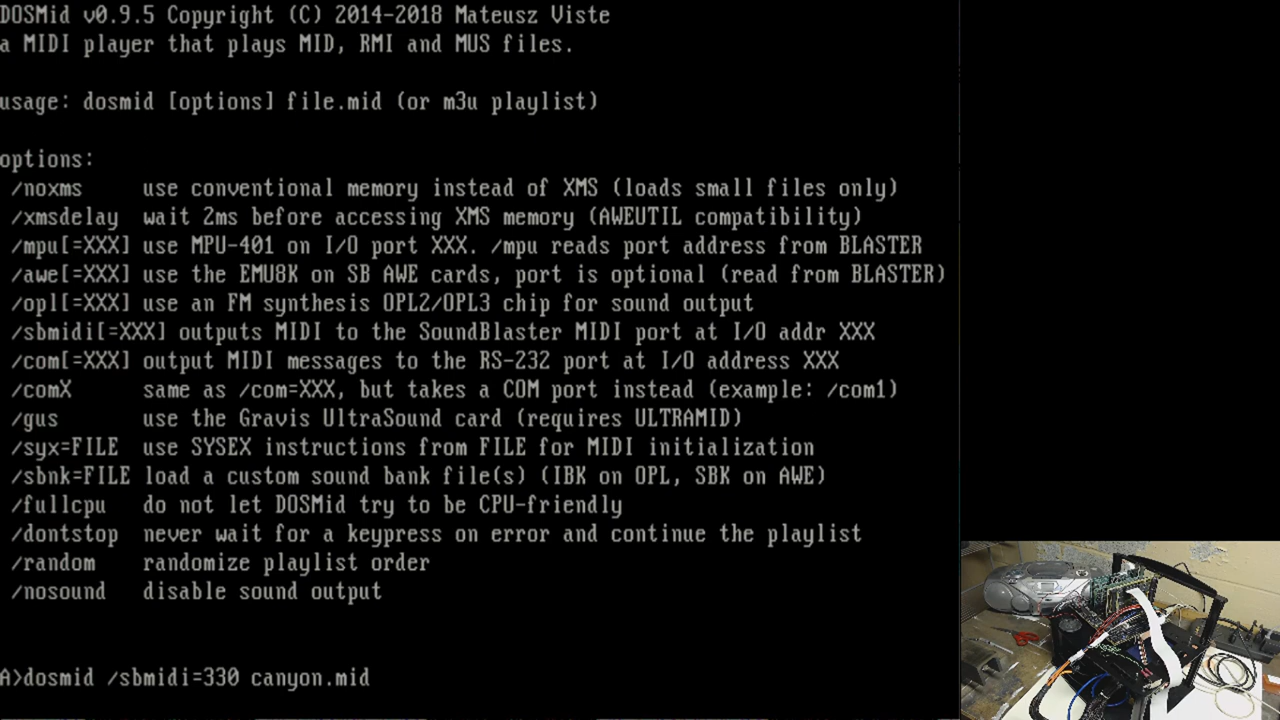 DOSMid v0.9.5 Copyright (C) 2014-2018 Mateusz Viste
a MIDI player that plays MID, RMI and MUS files.
usage: dosmid [options] file.mid (or m3u playlist)
options:
/noxms use conventional memory instead of XMS (loads small files only)
/xmsdelay wait 2ms before accessing XMS memory (AWEUTIL compatibility)
/mpu[=XXX] use MPU-401 on I/O port XXX. /mpu reads port address from BLASTER
/awe[=XXX] use the EMU8K on SB AWE cards, port is optional (read from BLASTER)
/opl[=XXX] use an FM synthesis OPL2/OPL3 chip for sound output
/sbmidi[=XXX] outputs MIDI to the SoundBlaster MIDI port at I/O addr XXX
/com[=XXX] output MIDI messages to the RS-232 port at I/O address XXX
/comX same as /com=XXX, but takes a COM port instead (example: /com1)
/gus use the Gravis UltraSound card (requires ULTRAMID)
/syx=FILE use SYSEX instructions from FILE for MIDI initialization
/sbnk=FILE load a custom sound bank file(s) (IBK on OPL, SBK on AWE)
/fullcpu do not let DOSMid try to be CPU-friendly
/dontstop never wait for a keypress on error and continue the playlist
/random randomize playlist order
/nosound disable sound output
A>dosmid /sbmidi=330 canyon.mid